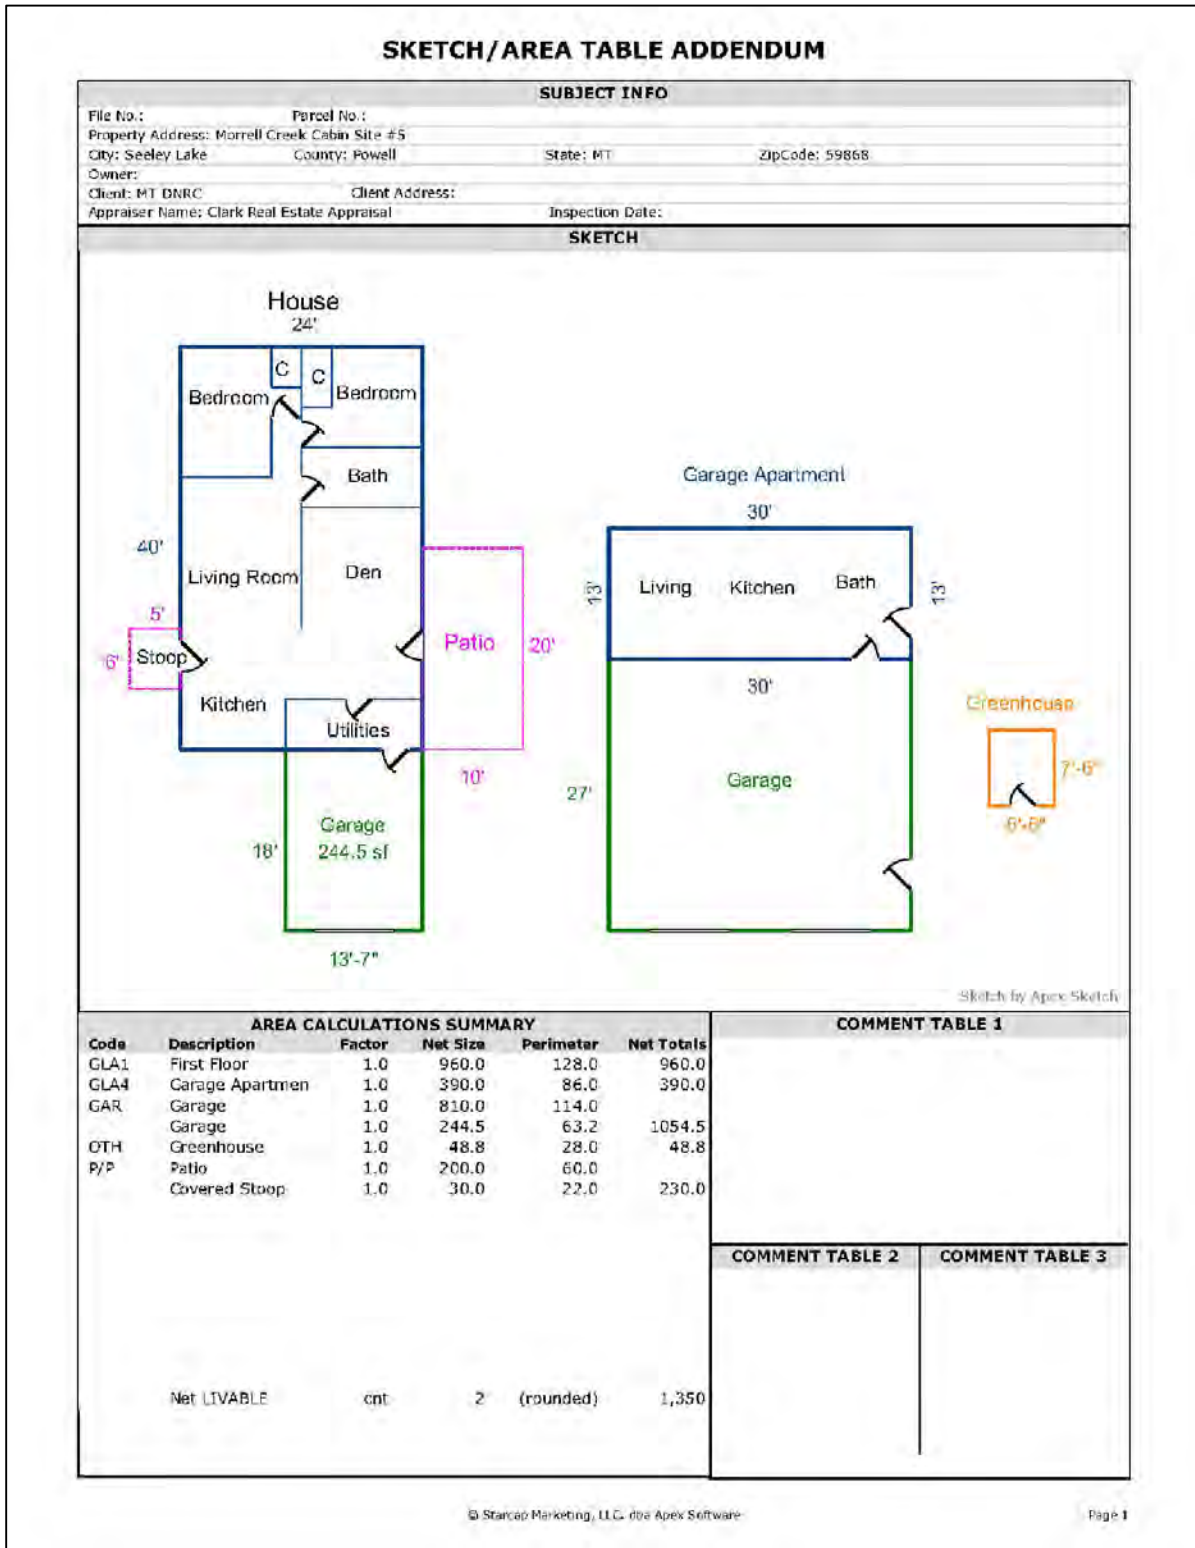 SKETCH/AREA TABLE ADDENDUM
SUBJECT INFO
File No.: Parcel No.:
Property Address: Morrell Creek Cabin Site #5
City: Seeley Lake County: Powell State: MT ZipCode: 59868
Owner:
Client: MT DNRC Client Address:
Appraiser Name: Clark Real Estate Appraisal Inspection Date:
SKETCH
House
24'
C
C
Bedroom
Bedroom
Bath
40'
Living Room
Den
5'
6'
Stoop
Patio
20'
Kitchen
Utilities
10'
Garage
244.5 sf
18'
13'-7"
Garage Apartment
30'
13'
Living
Kitchen
Bath
13'
30'
27'
Garage
Greenhouse
7'-6"
6'-6"
Sketch by Apex Sketch
AREA CALCULATIONS SUMMARY
Code Description Factor Net Size Perimeter Net Totals
GLA1 First Floor 1.0 960.0 128.0 960.0
GLA4 Garage Apartmen 1.0 390.0 86.0 390.0
GAR Garage 1.0 810.0 114.0
Garage 1.0 244.5 63.2 1054.5
OTH Greenhouse 1.0 48.8 28.0 48.8
P/P Patio 1.0 200.0 60.0
Covered Stoop 1.0 30.0 22.0 230.0
Net LIVABLE cnt 2 (rounded) 1,350
COMMENT TABLE 1
COMMENT TABLE 2
COMMENT TABLE 3
© Starcap Marketing, LLC. dba Apex Software
Page 1